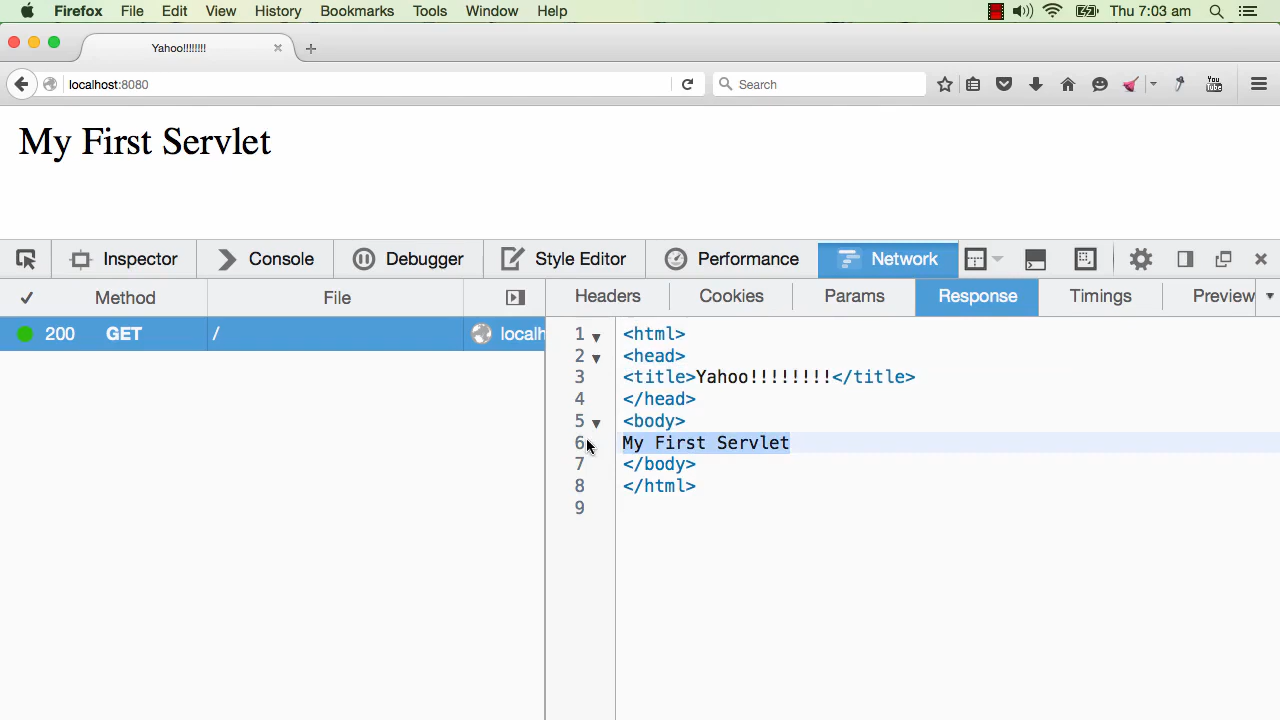 Firefox File Edit View History Bookmarks Tools Window Help Thu 7:03 am
Yahoo!!!!!!!!
localhost:8080 Search You Tube
My First Servlet
Inspector Console Debugger Style Editor Performance Network
✓ Method File Headers Cookies Params Response Timings Preview
200 GET / localh
1 <html>
2 <head>
3 <title>Yahoo!!!!!!!!</title>
4 </head>
5 <body>
6 My First Servlet
7 </body>
8 </html>
9